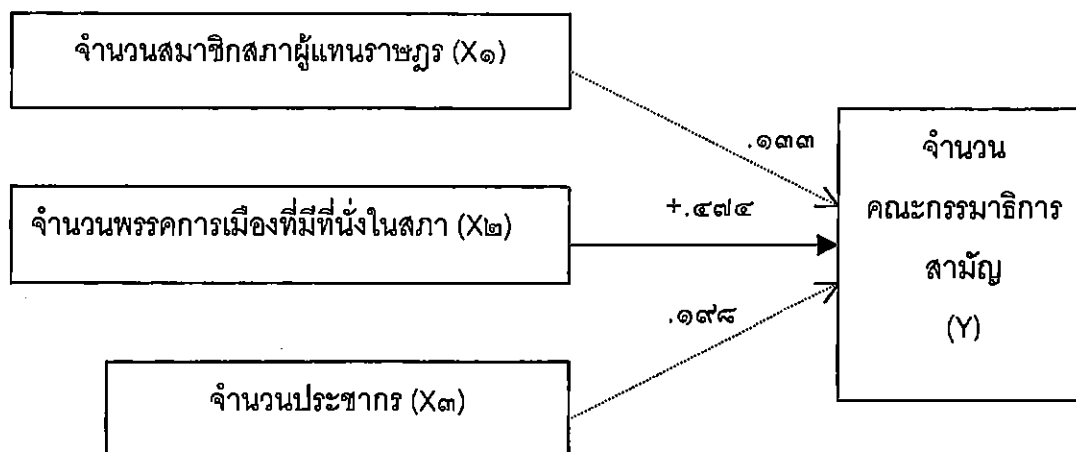 จำนวนสมาชิกสภาผู้แทนราษฎร (X๑)
.๑๓๓
จำนวนพรรคการเมืองที่มีที่นั่งในสภา (X๒)
+.๔๗๔
จำนวนประชากร (X๓)
.๑๙๘
จำนวน
คณะกรรมาธิการ
สามัญ
(Y)